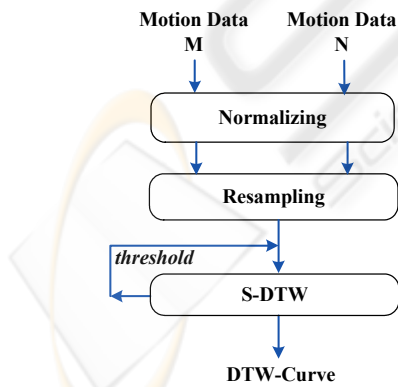 Motion Data Motion Data
M N
Normalizing
Resampling
threshold
S-DTW
DTW-Curve